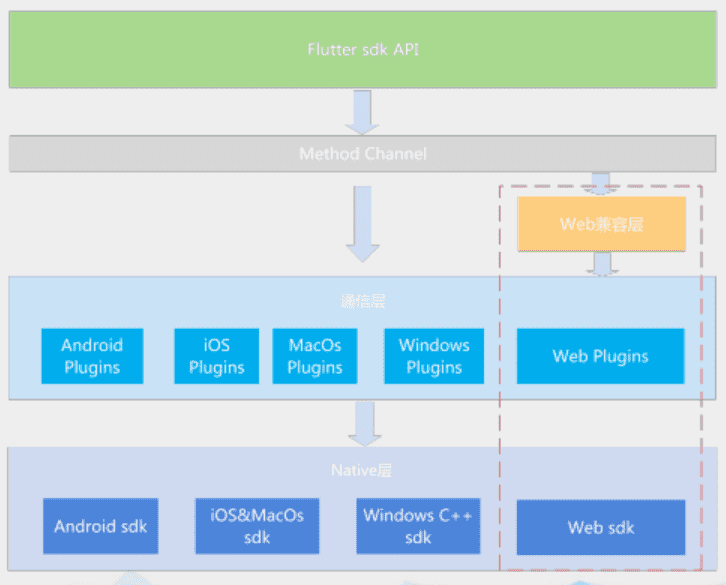 Flutter sdk API
Method Channel
Web兼容层
通信层
Android
Plugins
iOS
Plugins
MacOs
Plugins
Windows
Plugins
Web Plugins
Native层
Android sdk
iOS&MacOs
sdk
Windows C++
sdk
Web sdk